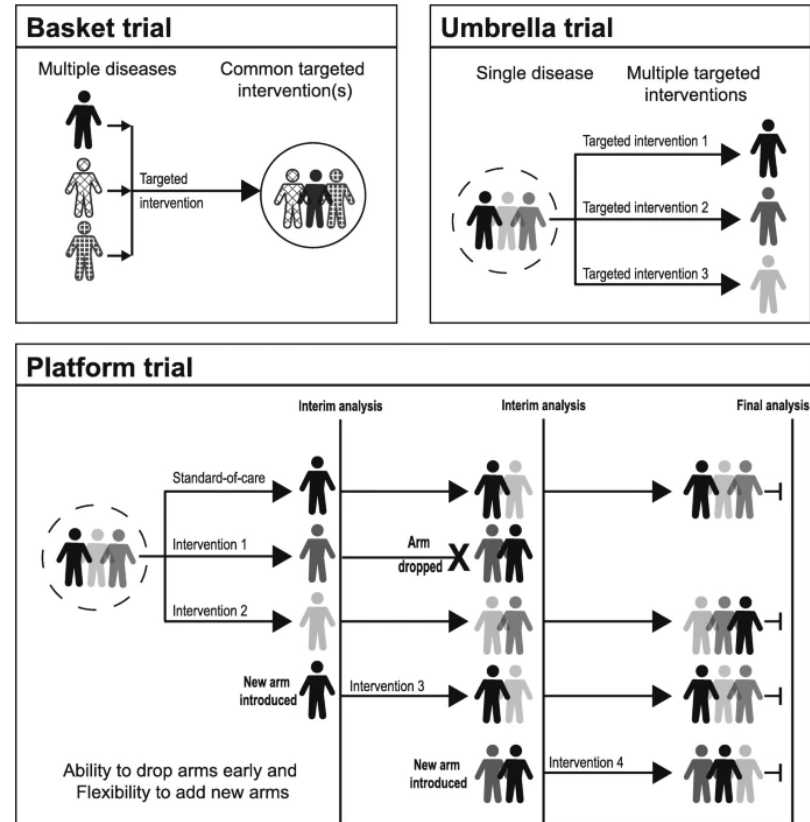 Basket trial
Multiple diseases
Common targeted
intervention(s)
Targeted
intervention
Umbrella trial
Single disease
Multiple targeted
interventions
Targeted intervention 1
Targeted intervention 2
Targeted intervention 3
Platform trial
Interim analysis
Interim analysis
Final analysis
Standard-of-care
Intervention 1
Arm
dropped
X
Intervention 2
New arm
introduced
Intervention 3
New arm
introduced
Intervention 4
Ability to drop arms early and
Flexibility to add new arms